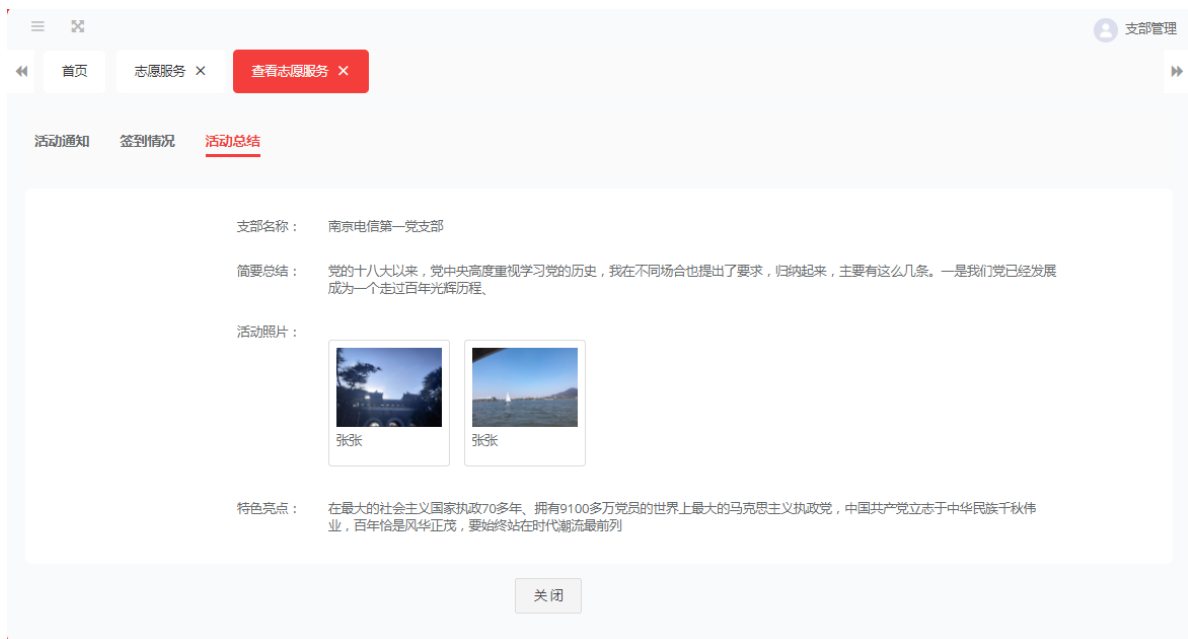 支部管理
首页
志愿服务
查看志愿服务
活动通知
签到情况
活动总结
支部名称：
南京电信第一党支部
简要总结：
党的十八大以来，党中央高度重视学习党的历史，我在不同场合也提出了要求，归纳起来，主要有这么几条。一是我们党已经发展
成为一个走过百年光辉历程、
活动照片：
张张
张张
特色亮点：
在最大的社会主义国家执政70多年、拥有9100多万党员的世界上最大的马克思主义执政党，中国共产党立志于中华民族千秋伟
业，百年恰是风华正茂，要始终站在时代潮流最前列
关闭